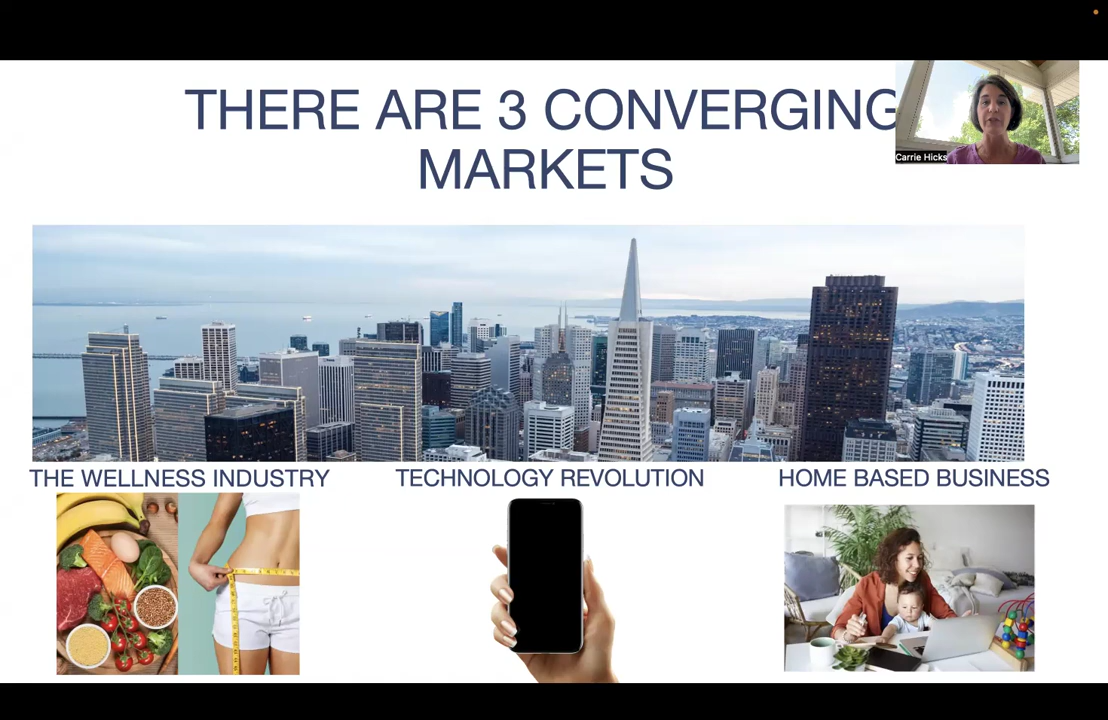 THERE ARE 3 CONVERGING
MARKETS
Carrie Hicks
THE WELLNESS INDUSTRY
TECHNOLOGY REVOLUTION
HOME BASED BUSINESS